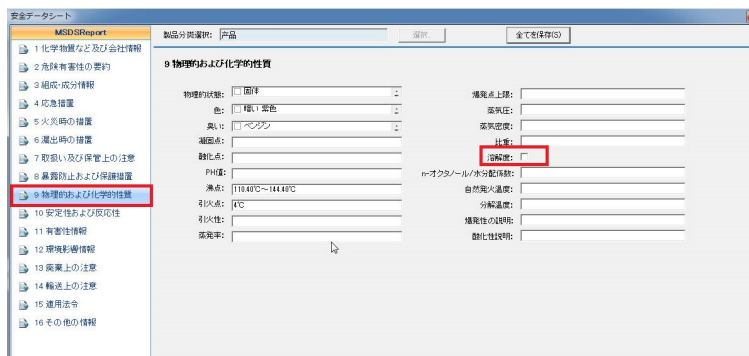 安全データシート
MSDSReport
1 化学物質など及び会社情報
2 危険有害性の要約
3 組成・成分情報
4 応急措置
5 火災時の措置
6 漏出時の措置
7 取扱い及び保管上の注意
8 暴露防止および保護措置
9 物理的および化学的性質
10 安定性および反応性
11 有害性情報
12 環境影響情報
13 廃棄上の注意
14 輸送上の注意
15 適用法令
16 その他の情報
製品分类選択: 产品
選択...
全てを保存(S)
9 物理的および化学的性質
物理的状態: 固体
色: 暗い 紫色
臭い: ベンジン
凝固点:
融化点:
PH値:
沸点: 110.40℃～144.40℃
引火点: 4℃
引火性:
蒸発率:
爆発点上限:
蒸気圧:
蒸気密度:
比重:
溶解度:
n-オクタノール/水分配係数:
自然発火温度:
分解温度:
爆発性の説明:
酸化性説明: